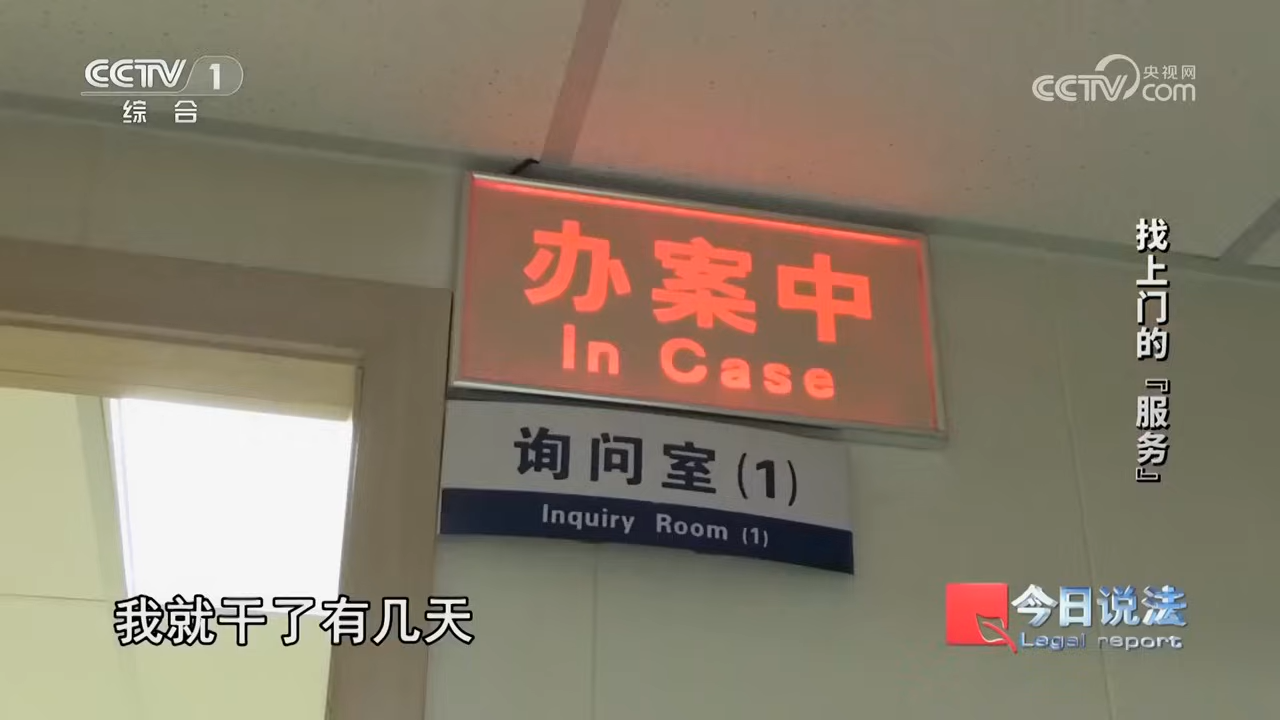 CCTV 1
综合
央视网
CCTV.com
找上门的『服务』
办案中
In Case
询问室(1)
Inquiry Room (1)
我就干了有几天
今日说法
Legal report